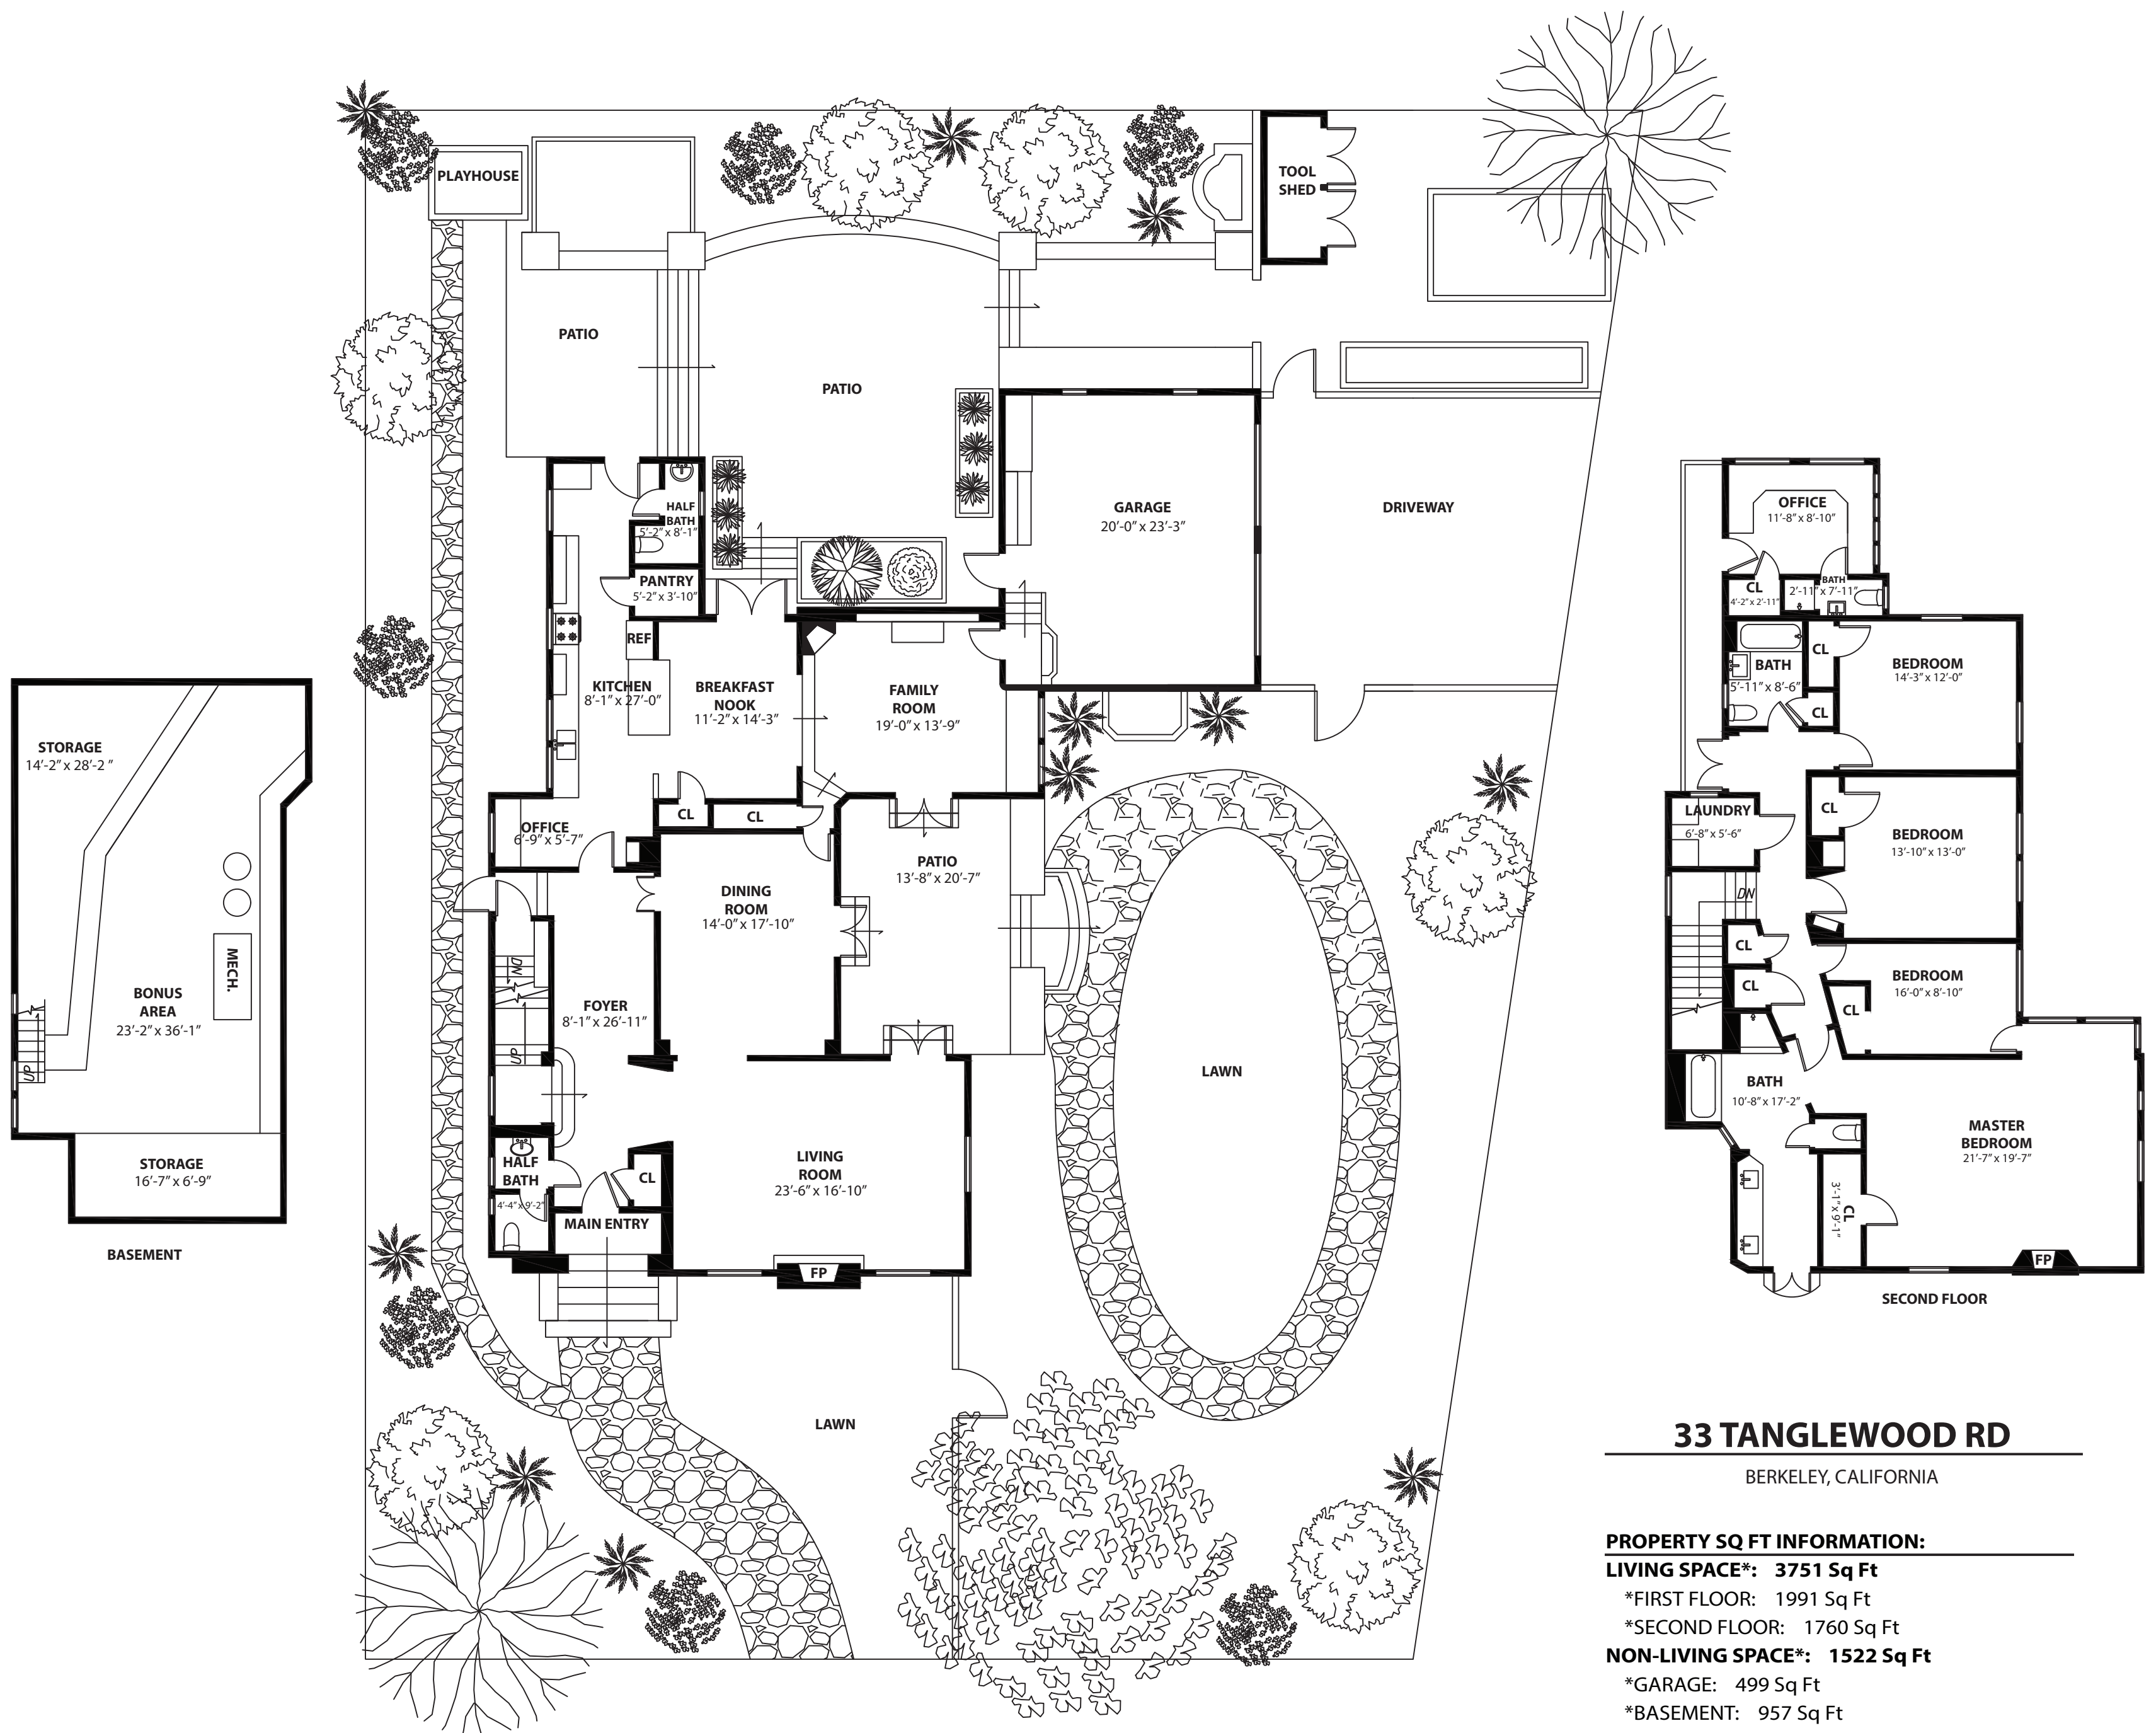 PLAYHOUSE
TOOL
SHED
PATIO
PATIO
HALF
BATH
5'-2" x 8'-1"
PANTRY
5'-2" x 3'-10"
REF
KITCHEN
8'-1" x 27'-0"
BREAKFAST
NOOK
11'-2" x 14'-3"
FAMILY
ROOM
19'-0" x 13'-9"
GARAGE
20'-0" x 23'-3"
DRIVEWAY
OFFICE
6'-9" x 5'-7"
CL
CL
DINING
ROOM
14'-0" x 17'-10"
PATIO
13'-8" x 20'-7"
DN
UP
FOYER
8'-1" x 26'-11"
LAWN
HALF
BATH
4'-4" x 9'-2"
CL
MAIN ENTRY
LIVING
ROOM
23'-6" x 16'-10"
FP
LAWN
STORAGE
14'-2" x 28'-2 "
MECH.
BONUS
AREA
23'-2" x 36'-1"
UP
STORAGE
16'-7" x 6'-9"
BASEMENT
OFFICE
11'-8" x 8'-10"
CL
4'-2" x 2'-11"
BATH
2'-11" x 7'-11"
BATH
5'-11" x 8'-6"
CL
CL
BEDROOM
14'-3" x 12'-0"
LAUNDRY
6'-8" x 5'-6"
CL
BEDROOM
13'-10" x 13'-0"
DN
CL
CL
BEDROOM
16'-0" x 8'-10"
CL
BATH
10'-8" x 17'-2"
MASTER
BEDROOM
21'-7" x 19'-7"
CL
3'-1" x 9'-1"
FP
SECOND FLOOR
33 TANGLEWOOD RD
BERKELEY, CALIFORNIA
PROPERTY SQ FT INFORMATION:
LIVING SPACE*: 3751 Sq Ft
*FIRST FLOOR: 1991 Sq Ft
*SECOND FLOOR: 1760 Sq Ft
NON-LIVING SPACE*: 1522 Sq Ft
*GARAGE: 499 Sq Ft
*BASEMENT: 957 Sq Ft